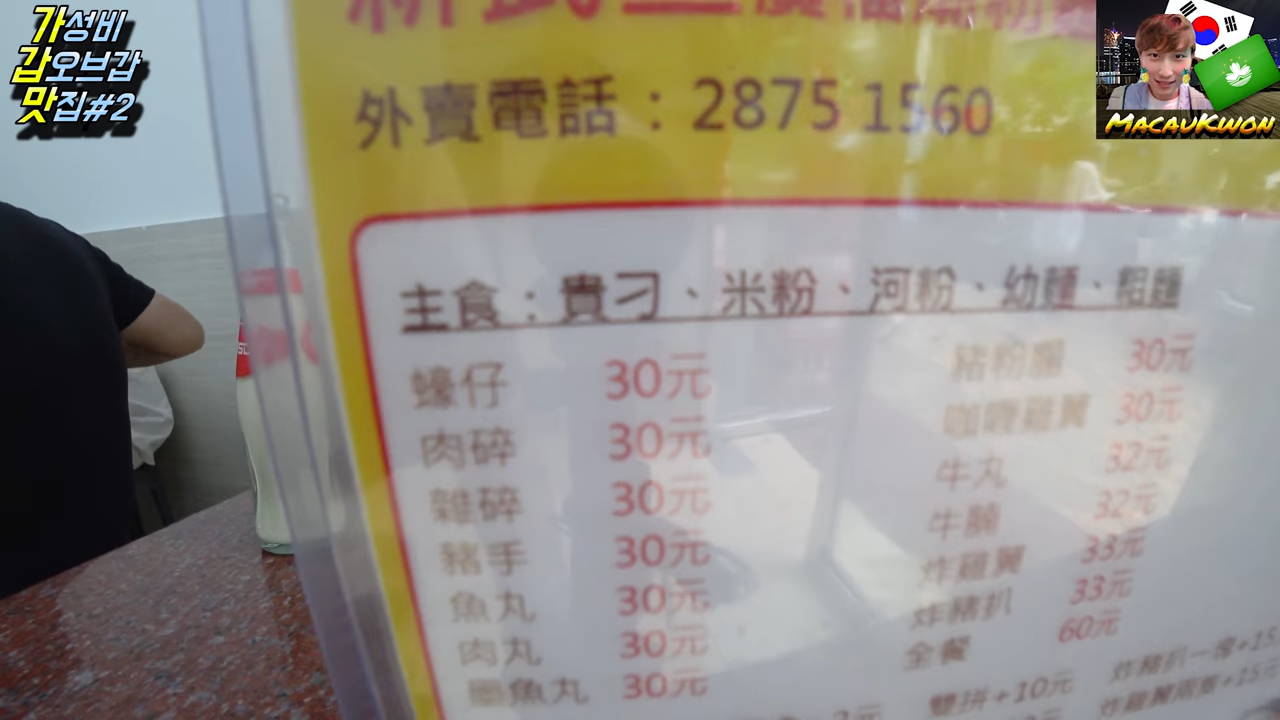 가성비
갑오브갑
맛집#2
MACAUKWON
外賣電話：2875 1560
主食：貴刁、米粉、河粉、幼麵、粗麵
蠔仔 30元
肉碎 30元
雜碎 30元
豬手 30元
魚丸 30元
肉丸 30元
墨魚丸 30元
豬粉腸 30元
咖喱雞翼 30元
牛丸 32元
牛腩 32元
炸雞翼 33元
炸豬扒 33元
全餐 60元
雙拼+10元